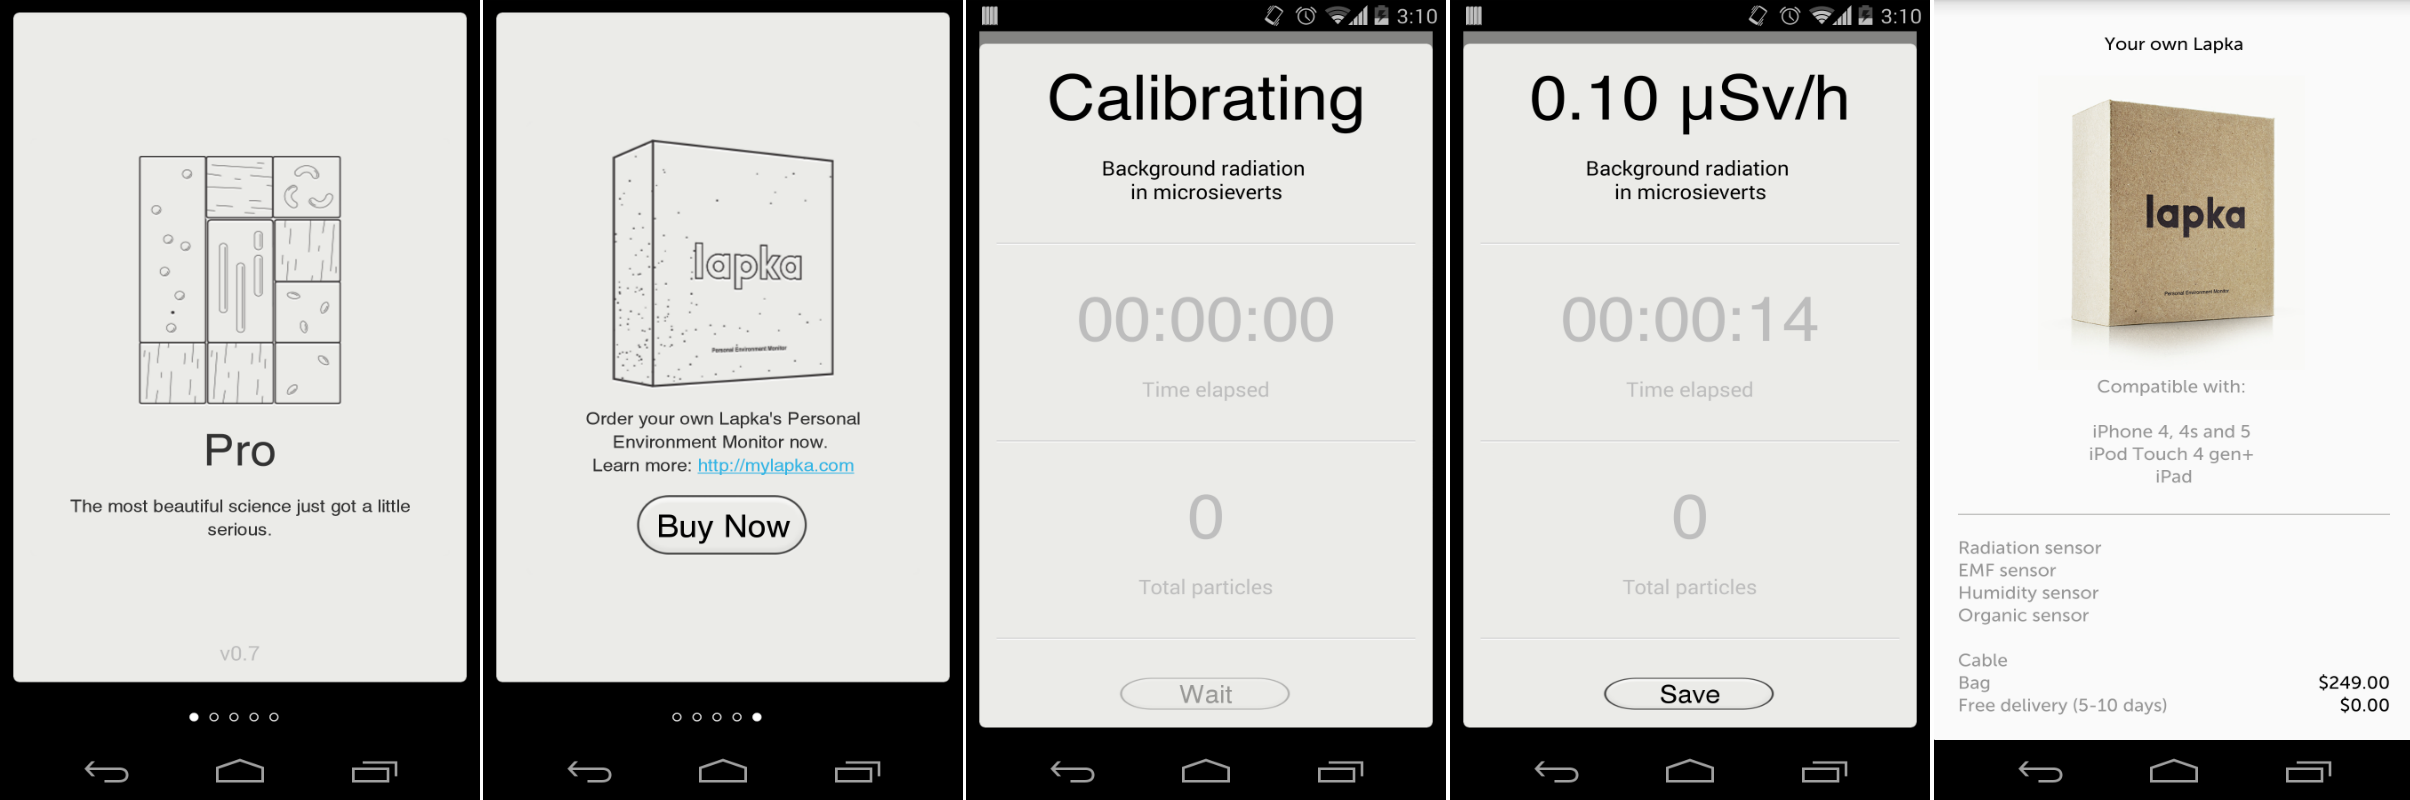 Pro
The most beautiful science just got a little
serious.
v0.7
lapka
Personal Environment Monitor
Order your own Lapka's Personal
Environment Monitor now.
Learn more: http://mylapka.com
Buy Now
3:10
Calibrating
Background radiation
in microsieverts
00:00:00
Time elapsed
0
Total particles
Wait
3:10
0.10 µSv/h
Background radiation
in microsieverts
00:00:14
Time elapsed
0
Total particles
Save
Your own Lapka
lapka
Personal Environment Monitor
Compatible with:
iPhone 4, 4s and 5
iPod Touch 4 gen+
iPad
Radiation sensor
EMF sensor
Humidity sensor
Organic sensor
Cable
Bag $249.00
Free delivery (5-10 days) $0.00